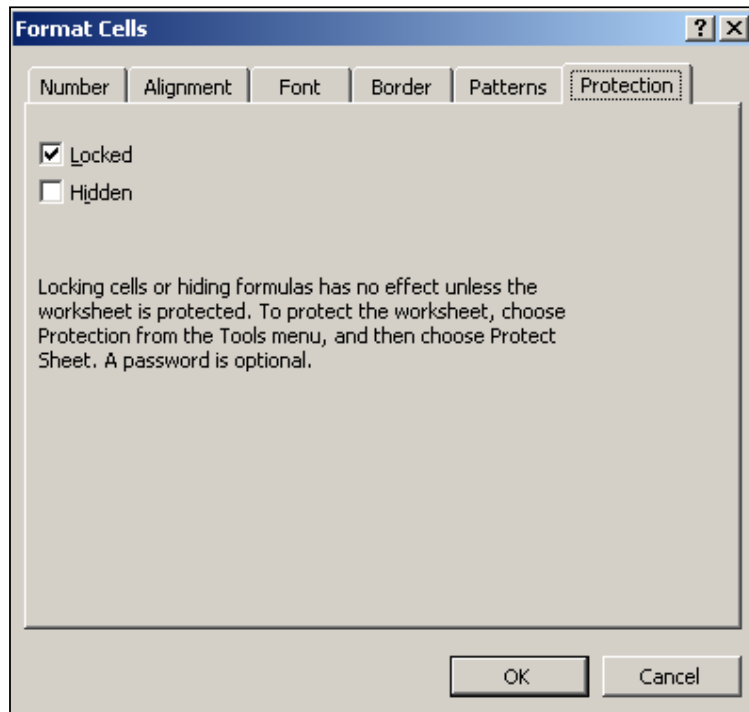 Format Cells
Number Alignment Font Border Patterns Protection
Locked
Hidden
Locking cells or hiding formulas has no effect unless the
worksheet is protected. To protect the worksheet, choose
Protection from the Tools menu, and then choose Protect
Sheet. A password is optional.
OK Cancel